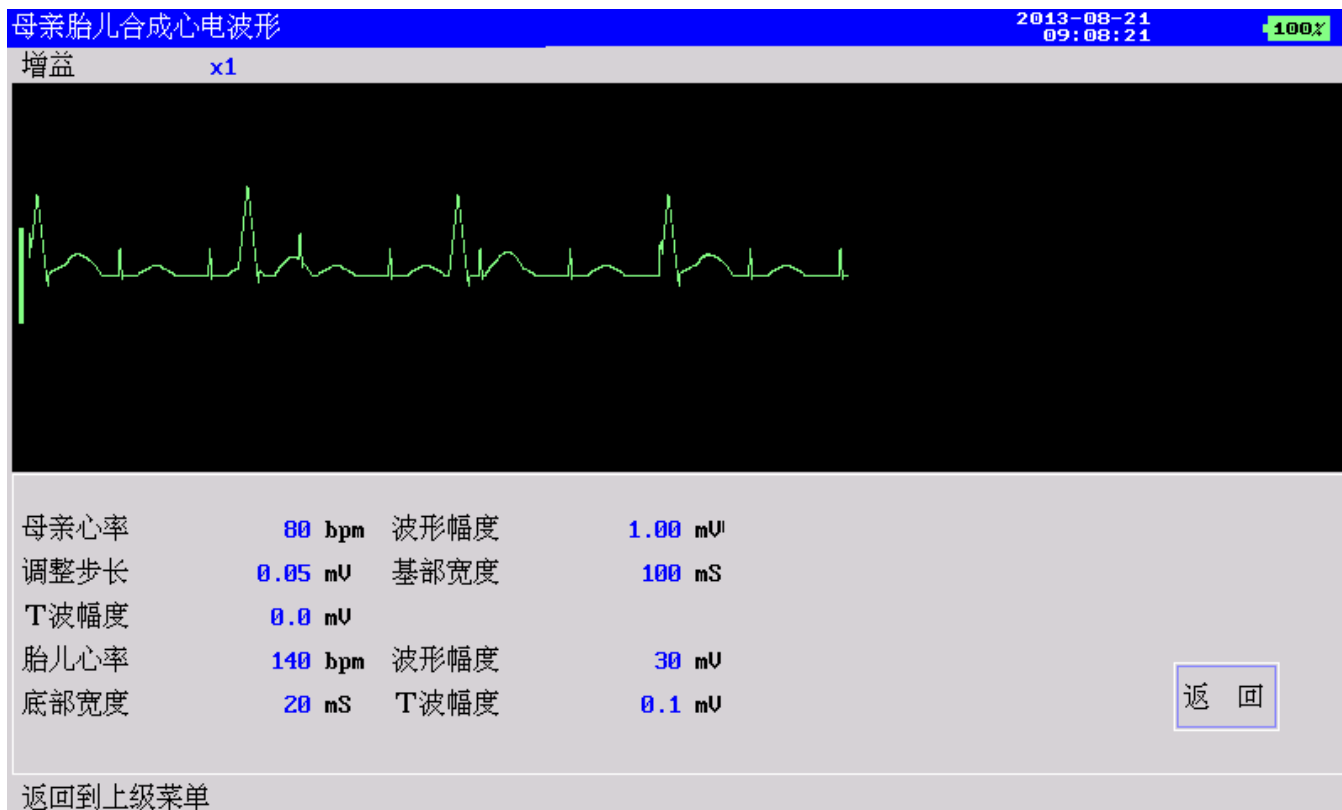 母亲胎儿合成心电波形 2013-08-21 100%
09:08:21
增益 x1
母亲心率 80 bpm 波形幅度 1.00 mV
调整步长 0.05 mV 基部宽度 100 mS
T波幅度 0.0 mV
胎儿心率 140 bpm 波形幅度 30 mV
底部宽度 20 mS T波幅度 0.1 mV
返 回
返回到上级菜单